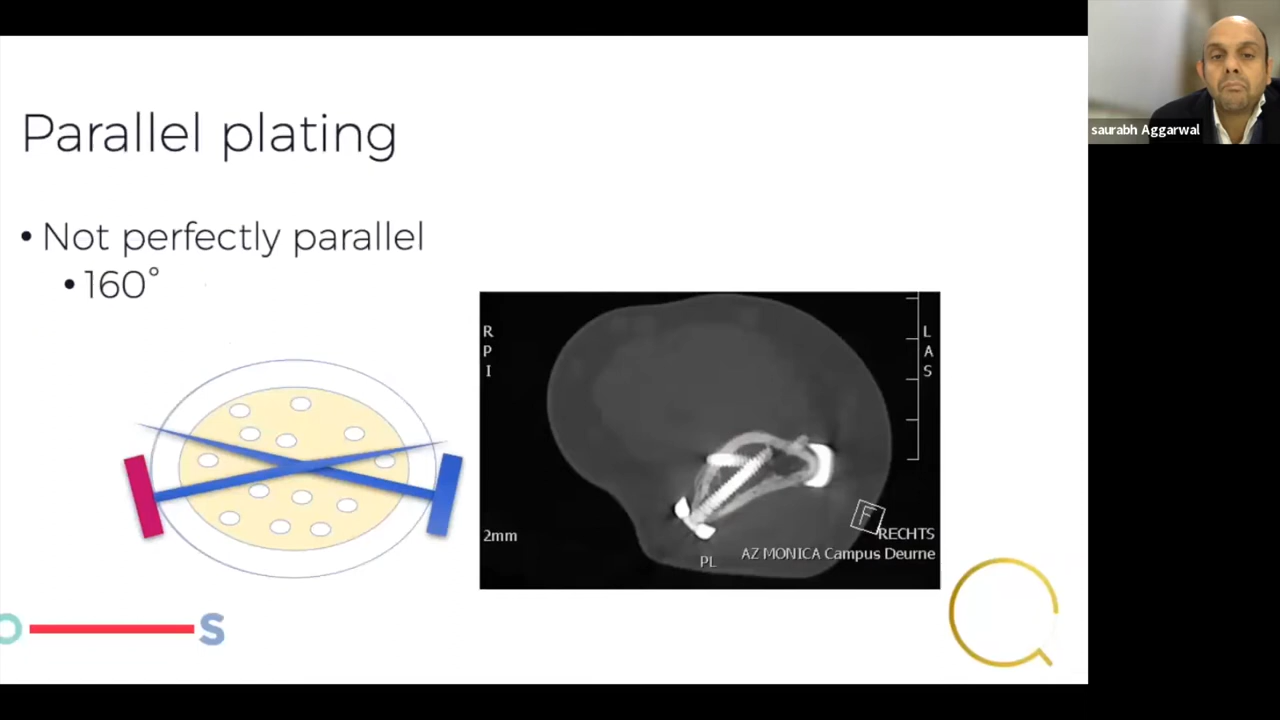 Parallel plating
• Not perfectly parallel
• 160°
R
P
I
L
A
S
2mm
PL
F
RECHTS
AZ MONICA Campus Deurne
O S
saurabh Aggarwal